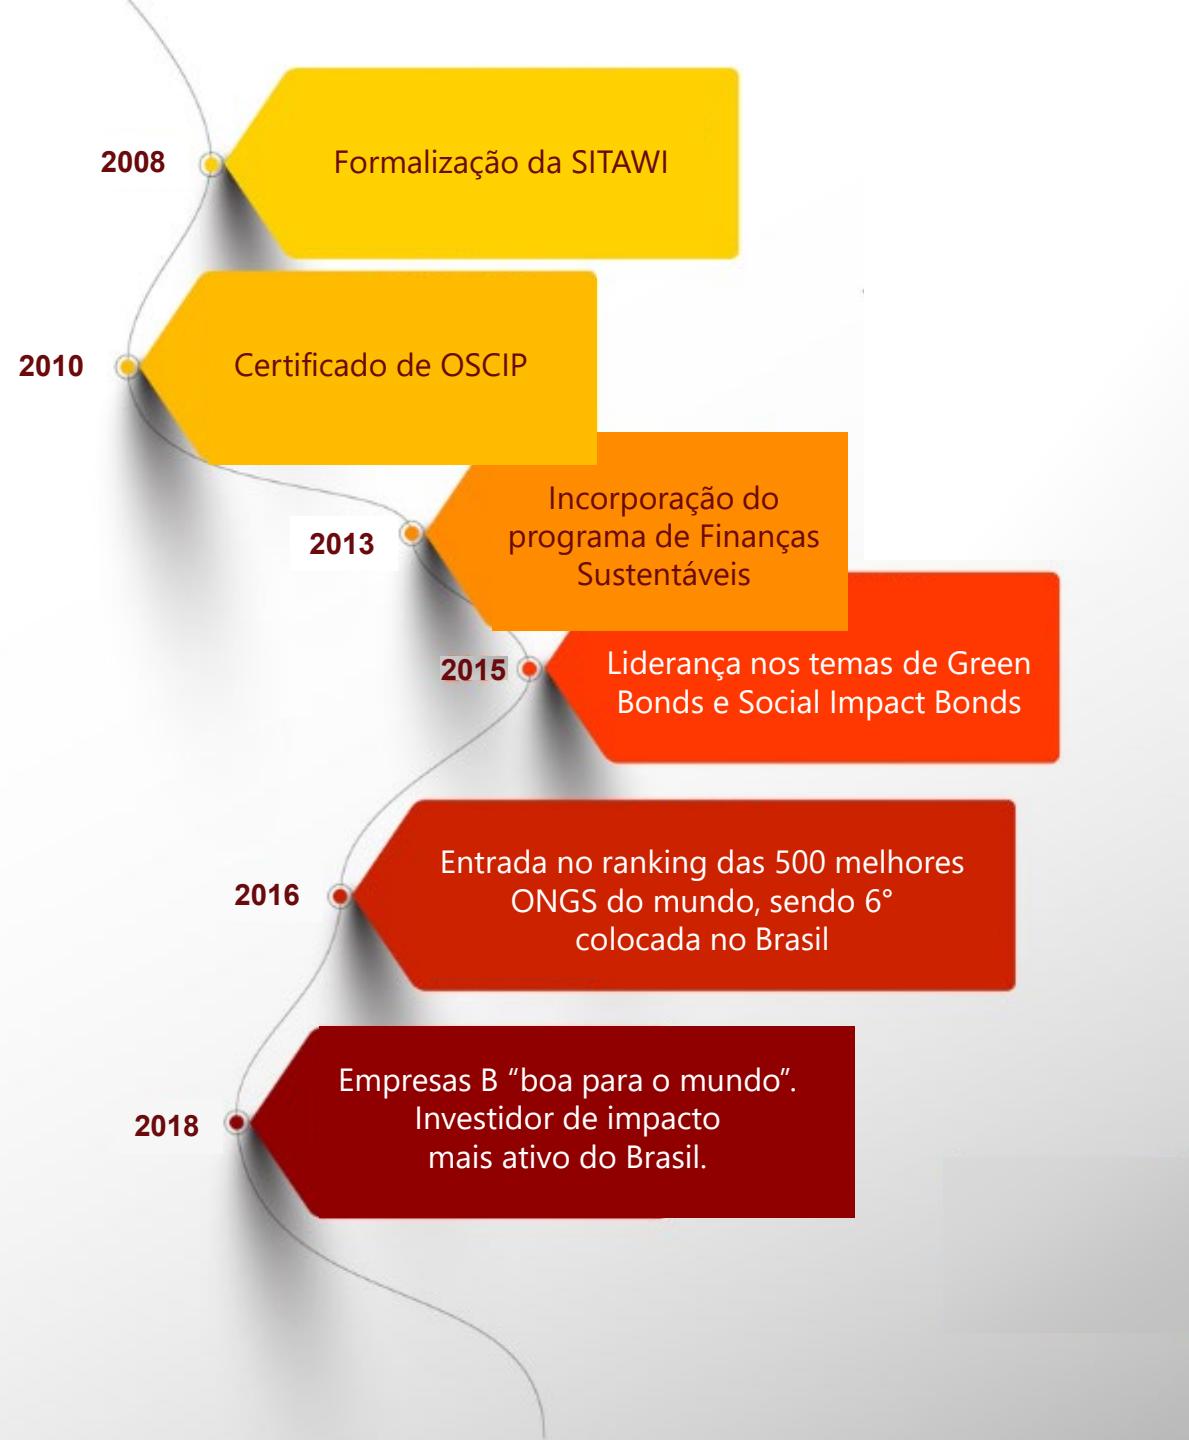 2008
Formalização da SITAWI
2010
Certificado de OSCIP
2013
Incorporação do
programa de Finanças
Sustentáveis
2015
Liderança nos temas de Green
Bonds e Social Impact Bonds
2016
Entrada no ranking das 500 melhores
ONGS do mundo, sendo 6°
colocada no Brasil
2018
Empresas B “boa para o mundo”.
Investidor de impacto
mais ativo do Brasil.